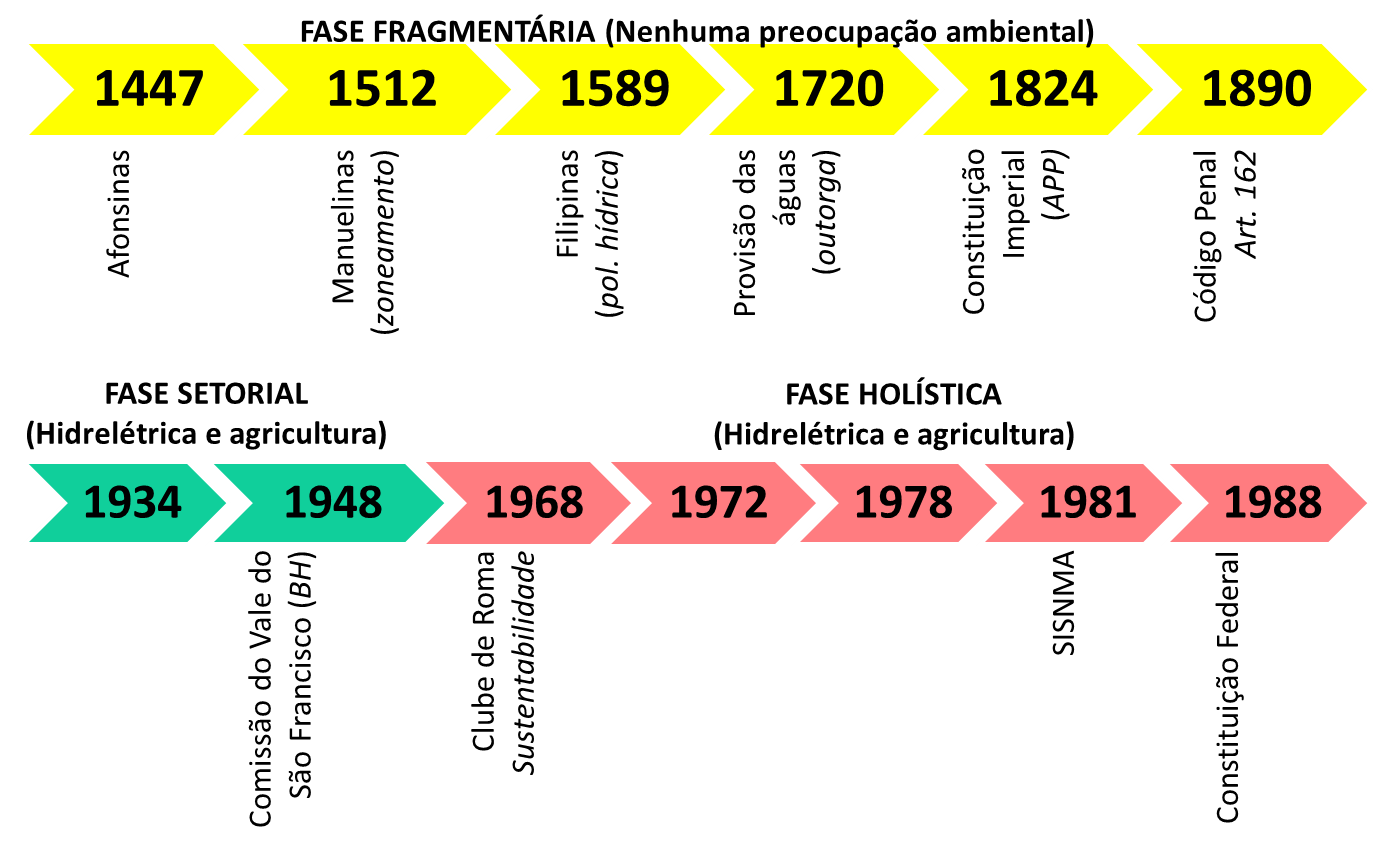 FASE FRAGMENTÁRIA (Nenhuma preocupação ambiental)
1447
1512
1589
1720
1824
1890
Afonsinas
Manuelinas
(zoneamento)
Filipinas
(pol. hídrica)
Provisão das
águas
(outorga)
Constituição
Imperial
(APP)
Código Penal
Art. 162
FASE SETORIAL
(Hidrelétrica e agricultura)
FASE HOLÍSTICA
(Hidrelétrica e agricultura)
1934
1948
1968
1972
1978
1981
1988
Comissão do Vale do
São Francisco (BH)
Clube de Roma
Sustentabilidade
SISNMA
Constituição Federal